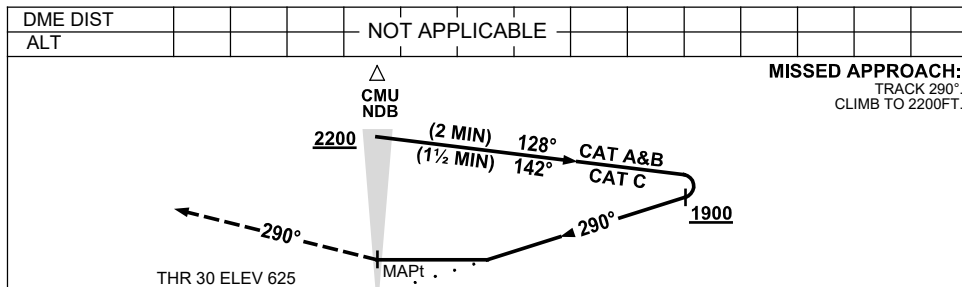 DME DIST
ALT
NOT APPLICABLE
MISSED APPROACH:
TRACK 290°.
CLIMB TO 2200FT.
CMU
NDB
2200
(2 MIN) 128°
(1½ MIN) 142°
CAT A&B
CAT C
1900
290°
290°
MAPt
THR 30 ELEV 625